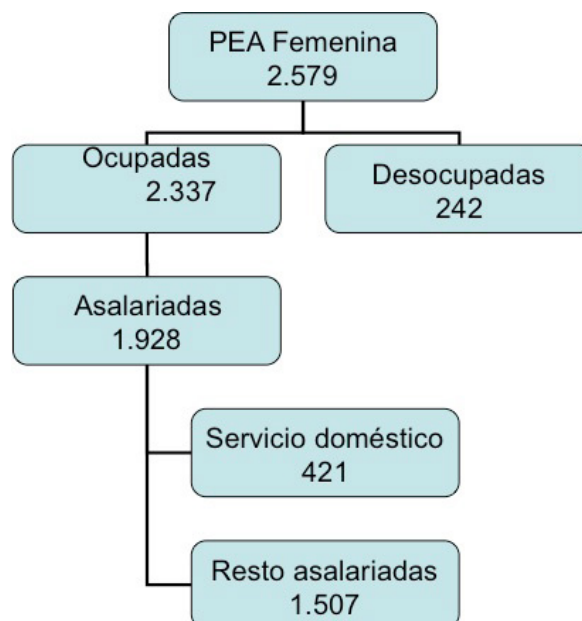 PEA Femenina
2.579
Ocupadas
2.337
Desocupadas
242
Asalariadas
1.928
Servicio doméstico
421
Resto asalariadas
1.507